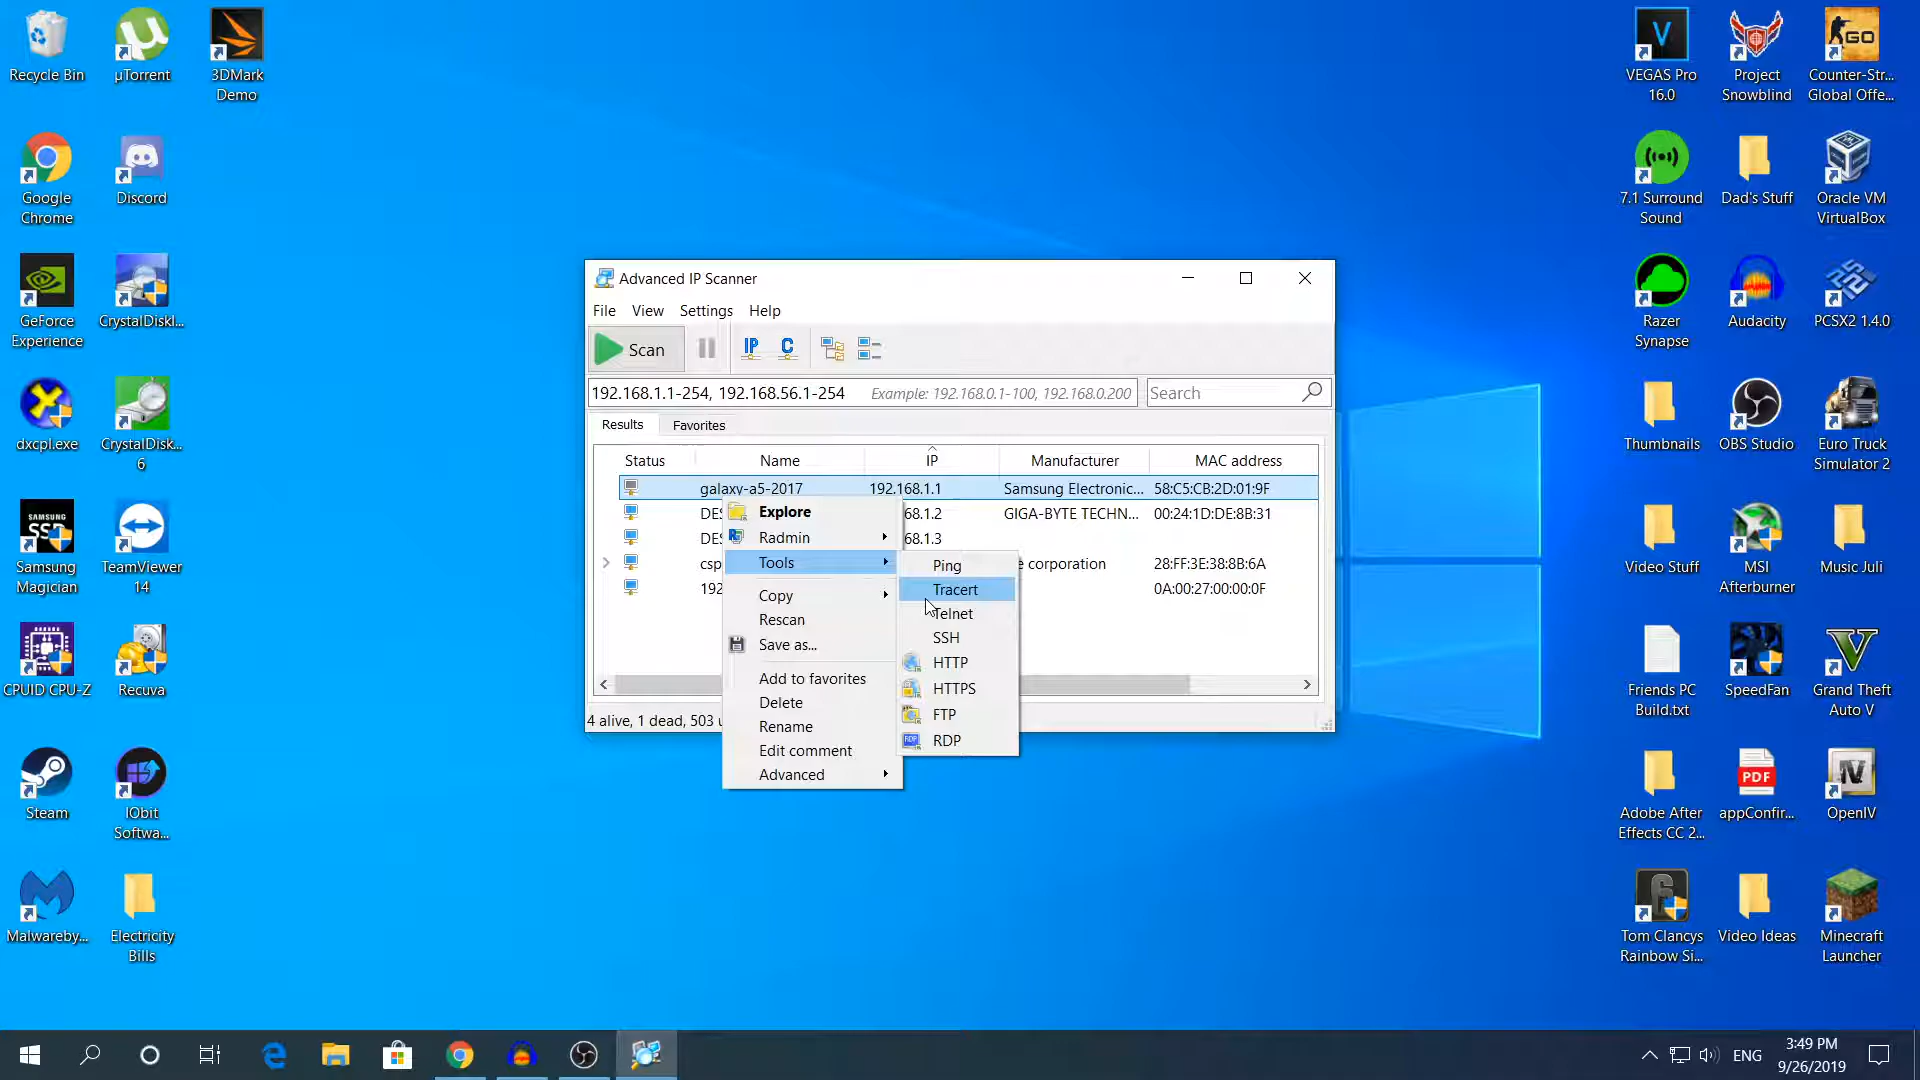 Recycle Bin
µTorrent
3DMark
Demo
Google
Chrome
Discord
GeForce
Experience
CrystalDiskI...
dxcpl.exe
CrystalDisk...
6
SAMSUNG
SSD
Samsung
Magician
TeamViewer
14
CPUID CPU-Z
Recuva
Steam
IObit
Softwa...
Malwareby...
Electricity
Bills
Advanced IP Scanner
File View Settings Help
Scan
IP C
192.168.1.1-254, 192.168.56.1-254 Example: 192.168.0.1-100, 192.168.0.200 Search
Results Favorites
Status Name IP Manufacturer MAC address
galaxy-a5-2017 192.168.1.1 Samsung Electronic... 58:C5:CB:2D:01:9F
DES 68.1.2 GIGA-BYTE TECHN... 00:24:1D:DE:8B:31
DES 68.1.3
csp e corporation 28:FF:3E:38:8B:6A
192 0A:00:27:00:00:0F
4 alive, 1 dead, 503 u
Explore
Radmin
Tools
Copy
Rescan
Save as...
Add to favorites
Delete
Rename
Edit comment
Advanced
Ping
Tracert
Telnet
SSH
HTTP
HTTPS
FTP
RDP
RDP
V
VEGAS Pro
16.0
Project
Snowblind
GO
Counter-Str...
Global Offe...
7.1 Surround
Sound
Dad's Stuff
Oracle VM
VirtualBox
Razer
Synapse
Audacity
PCSX2 1.4.0
Thumbnails
OBS Studio
Euro Truck
Simulator 2
Video Stuff
MSI
Afterburner
Music Juli
Friends PC
Build.txt
SpeedFan
V
Grand Theft
Auto V
Adobe After
Effects CC 2...
PDF
appConfir...
IV
OpenIV
6
Tom Clancys
Rainbow Si...
Video Ideas
Minecraft
Launcher
ENG
3:49 PM
9/26/2019